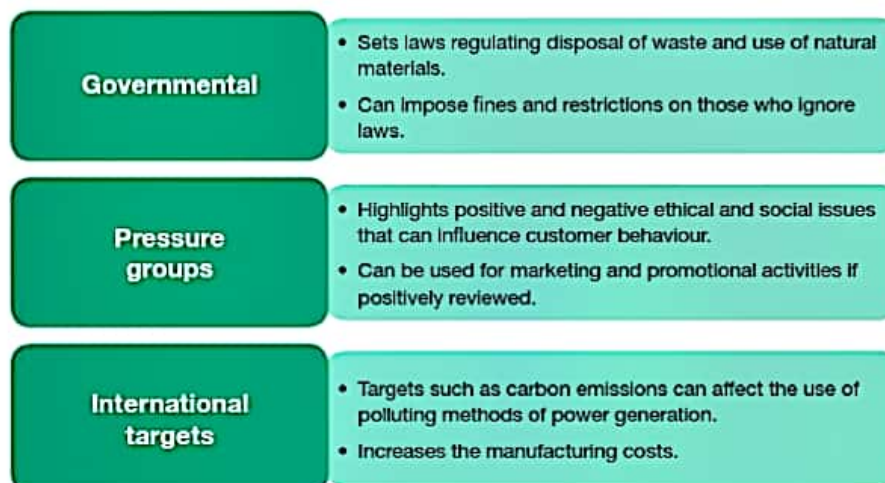 Governmental
• Sets laws regulating disposal of waste and use of natural
materials.
• Can impose fines and restrictions on those who ignore
laws.
Pressure
groups
• Highlights positive and negative ethical and social issues
that can influence customer behaviour.
• Can be used for marketing and promotional activities if
positively reviewed.
International
targets
• Targets such as carbon emissions can affect the use of
polluting methods of power generation.
• Increases the manufacturing costs.